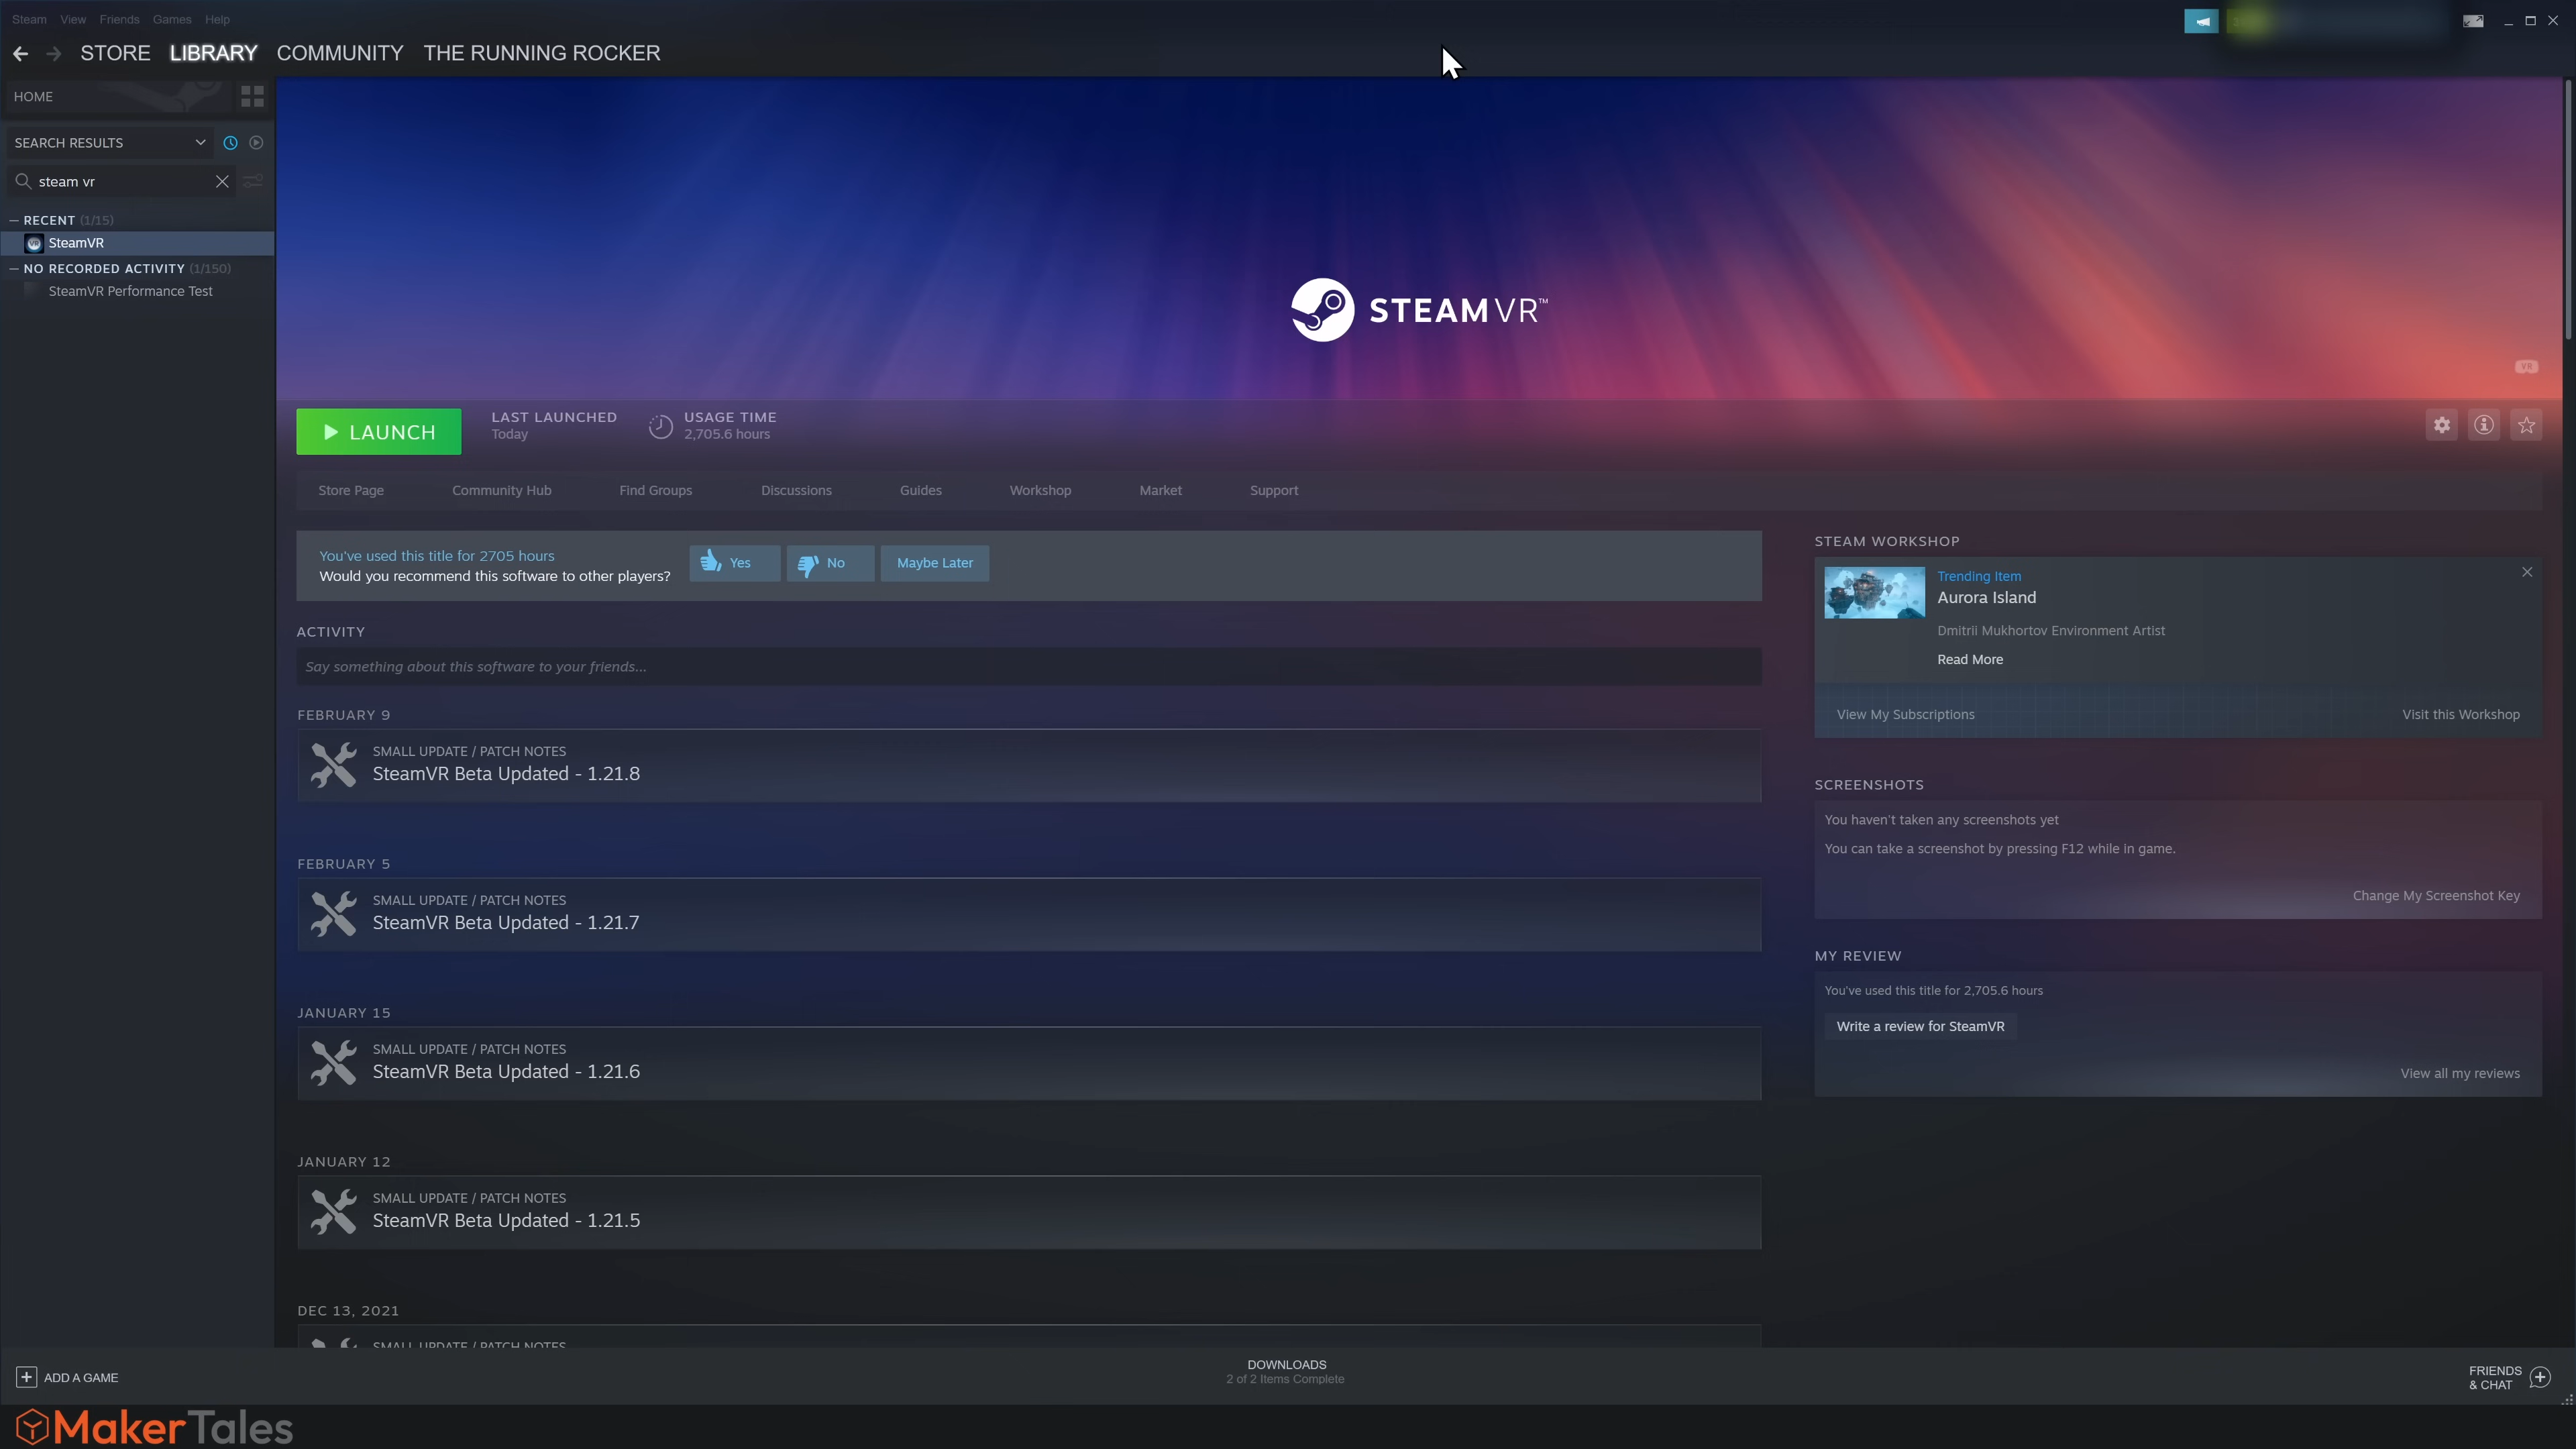 Steam View Friends Games Help
STORE LIBRARY COMMUNITY THE RUNNING ROCKER
HOME
SEARCH RESULTS
steam vr
— RECENT (1/15)
SteamVR
— NO RECORDED ACTIVITY (1/150)
SteamVR Performance Test
STEAMVR™
VR
LAUNCH
LAST LAUNCHED
Today
USAGE TIME
2,705.6 hours
Store Page Community Hub Find Groups Discussions Guides Workshop Market Support
You've used this title for 2705 hours
Would you recommend this software to other players?
Yes No Maybe Later
ACTIVITY
Say something about this software to your friends...
FEBRUARY 9
SMALL UPDATE / PATCH NOTES
SteamVR Beta Updated - 1.21.8
FEBRUARY 5
SMALL UPDATE / PATCH NOTES
SteamVR Beta Updated - 1.21.7
JANUARY 15
SMALL UPDATE / PATCH NOTES
SteamVR Beta Updated - 1.21.6
JANUARY 12
SMALL UPDATE / PATCH NOTES
SteamVR Beta Updated - 1.21.5
DEC 13, 2021
SMALL UPDATE / PATCH NOTES
STEAM WORKSHOP
Trending Item
Aurora Island
Dmitrii Mukhortov Environment Artist
Read More
View My Subscriptions Visit this Workshop
SCREENSHOTS
You haven't taken any screenshots yet
You can take a screenshot by pressing F12 while in game.
Change My Screenshot Key
MY REVIEW
You've used this title for 2,705.6 hours
Write a review for SteamVR
View all my reviews
ADD A GAME
DOWNLOADS
2 of 2 Items Complete
FRIENDS
& CHAT
MakerTales